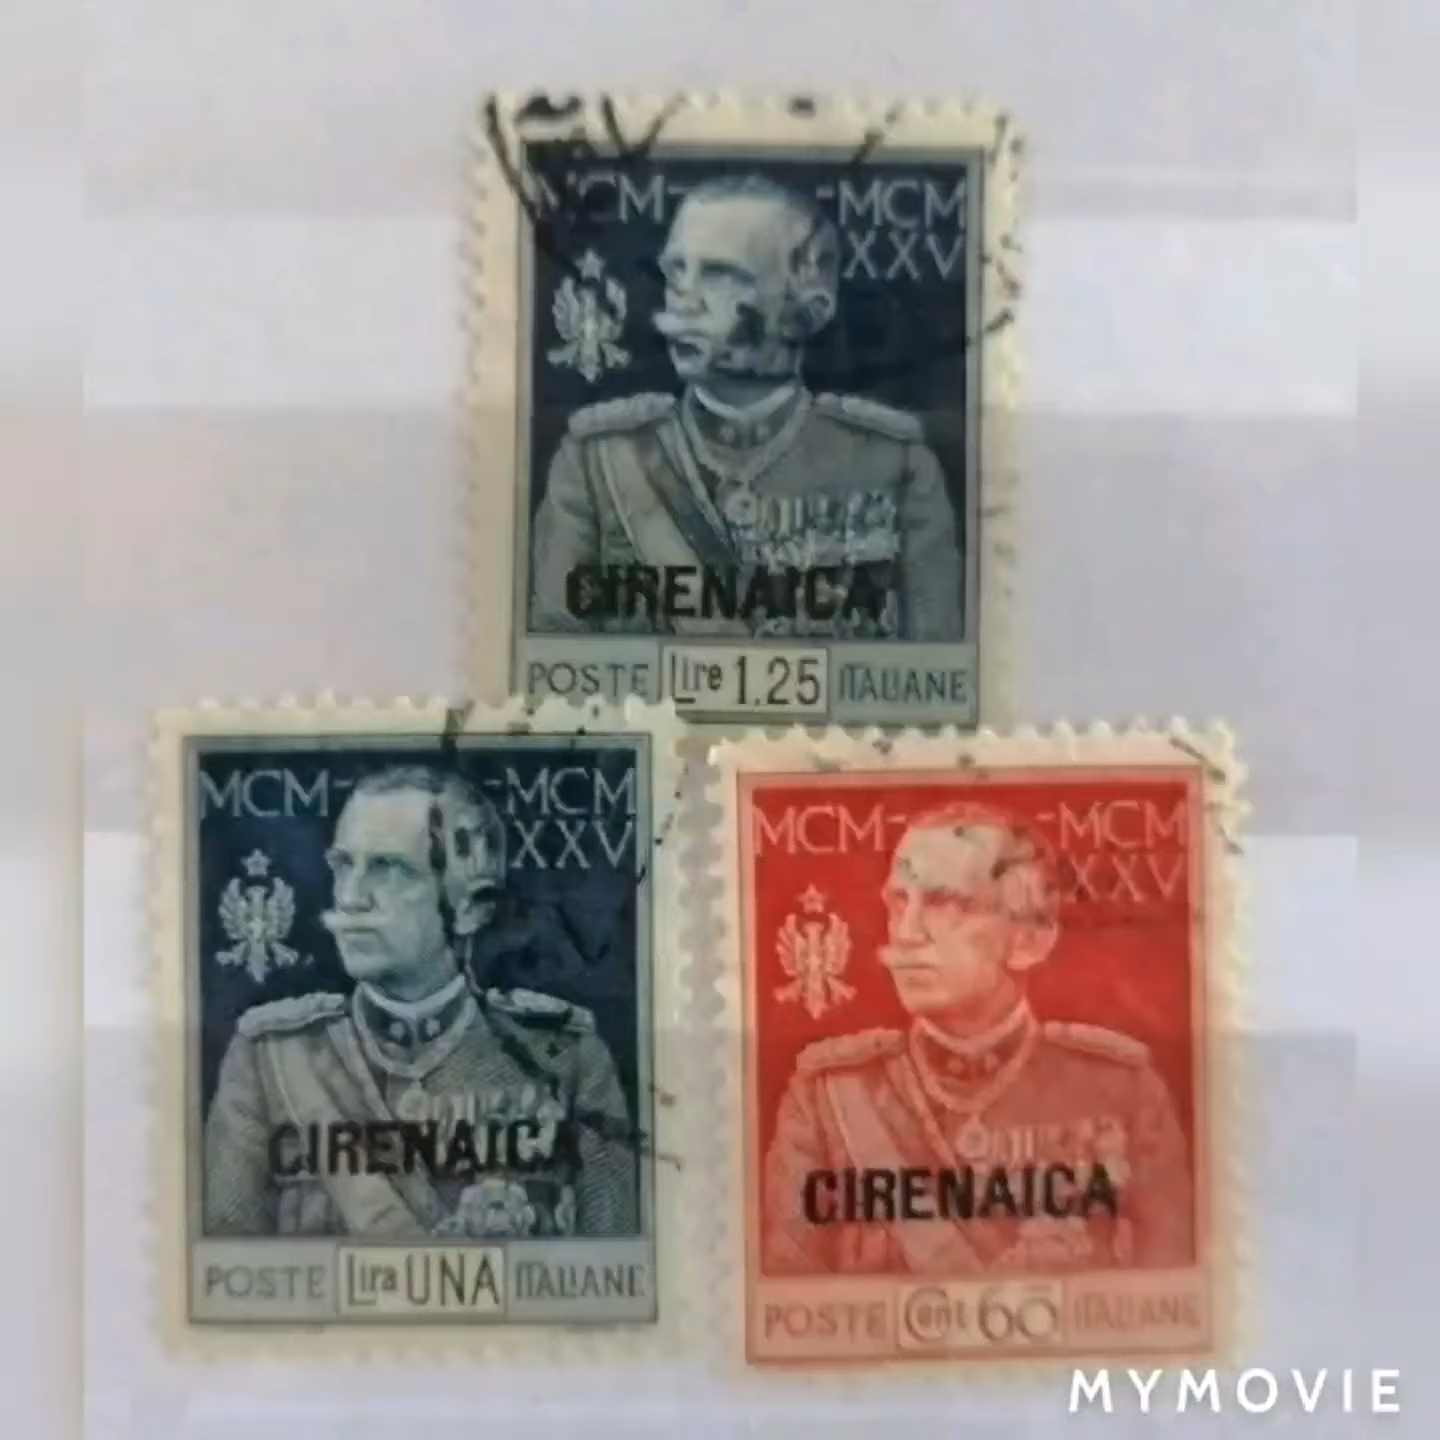 MCM- -MCM
XXV
CIRENAICA
POSTE Lire 1.25 ITALIANE
MCM- -MCM
XXV
CIRENAICA
POSTE Lira UNA ITALIANE
MCM- -MCM
XXV
CIRENAICA
POSTE Cent 60 ITALIANE
MYMOVIE